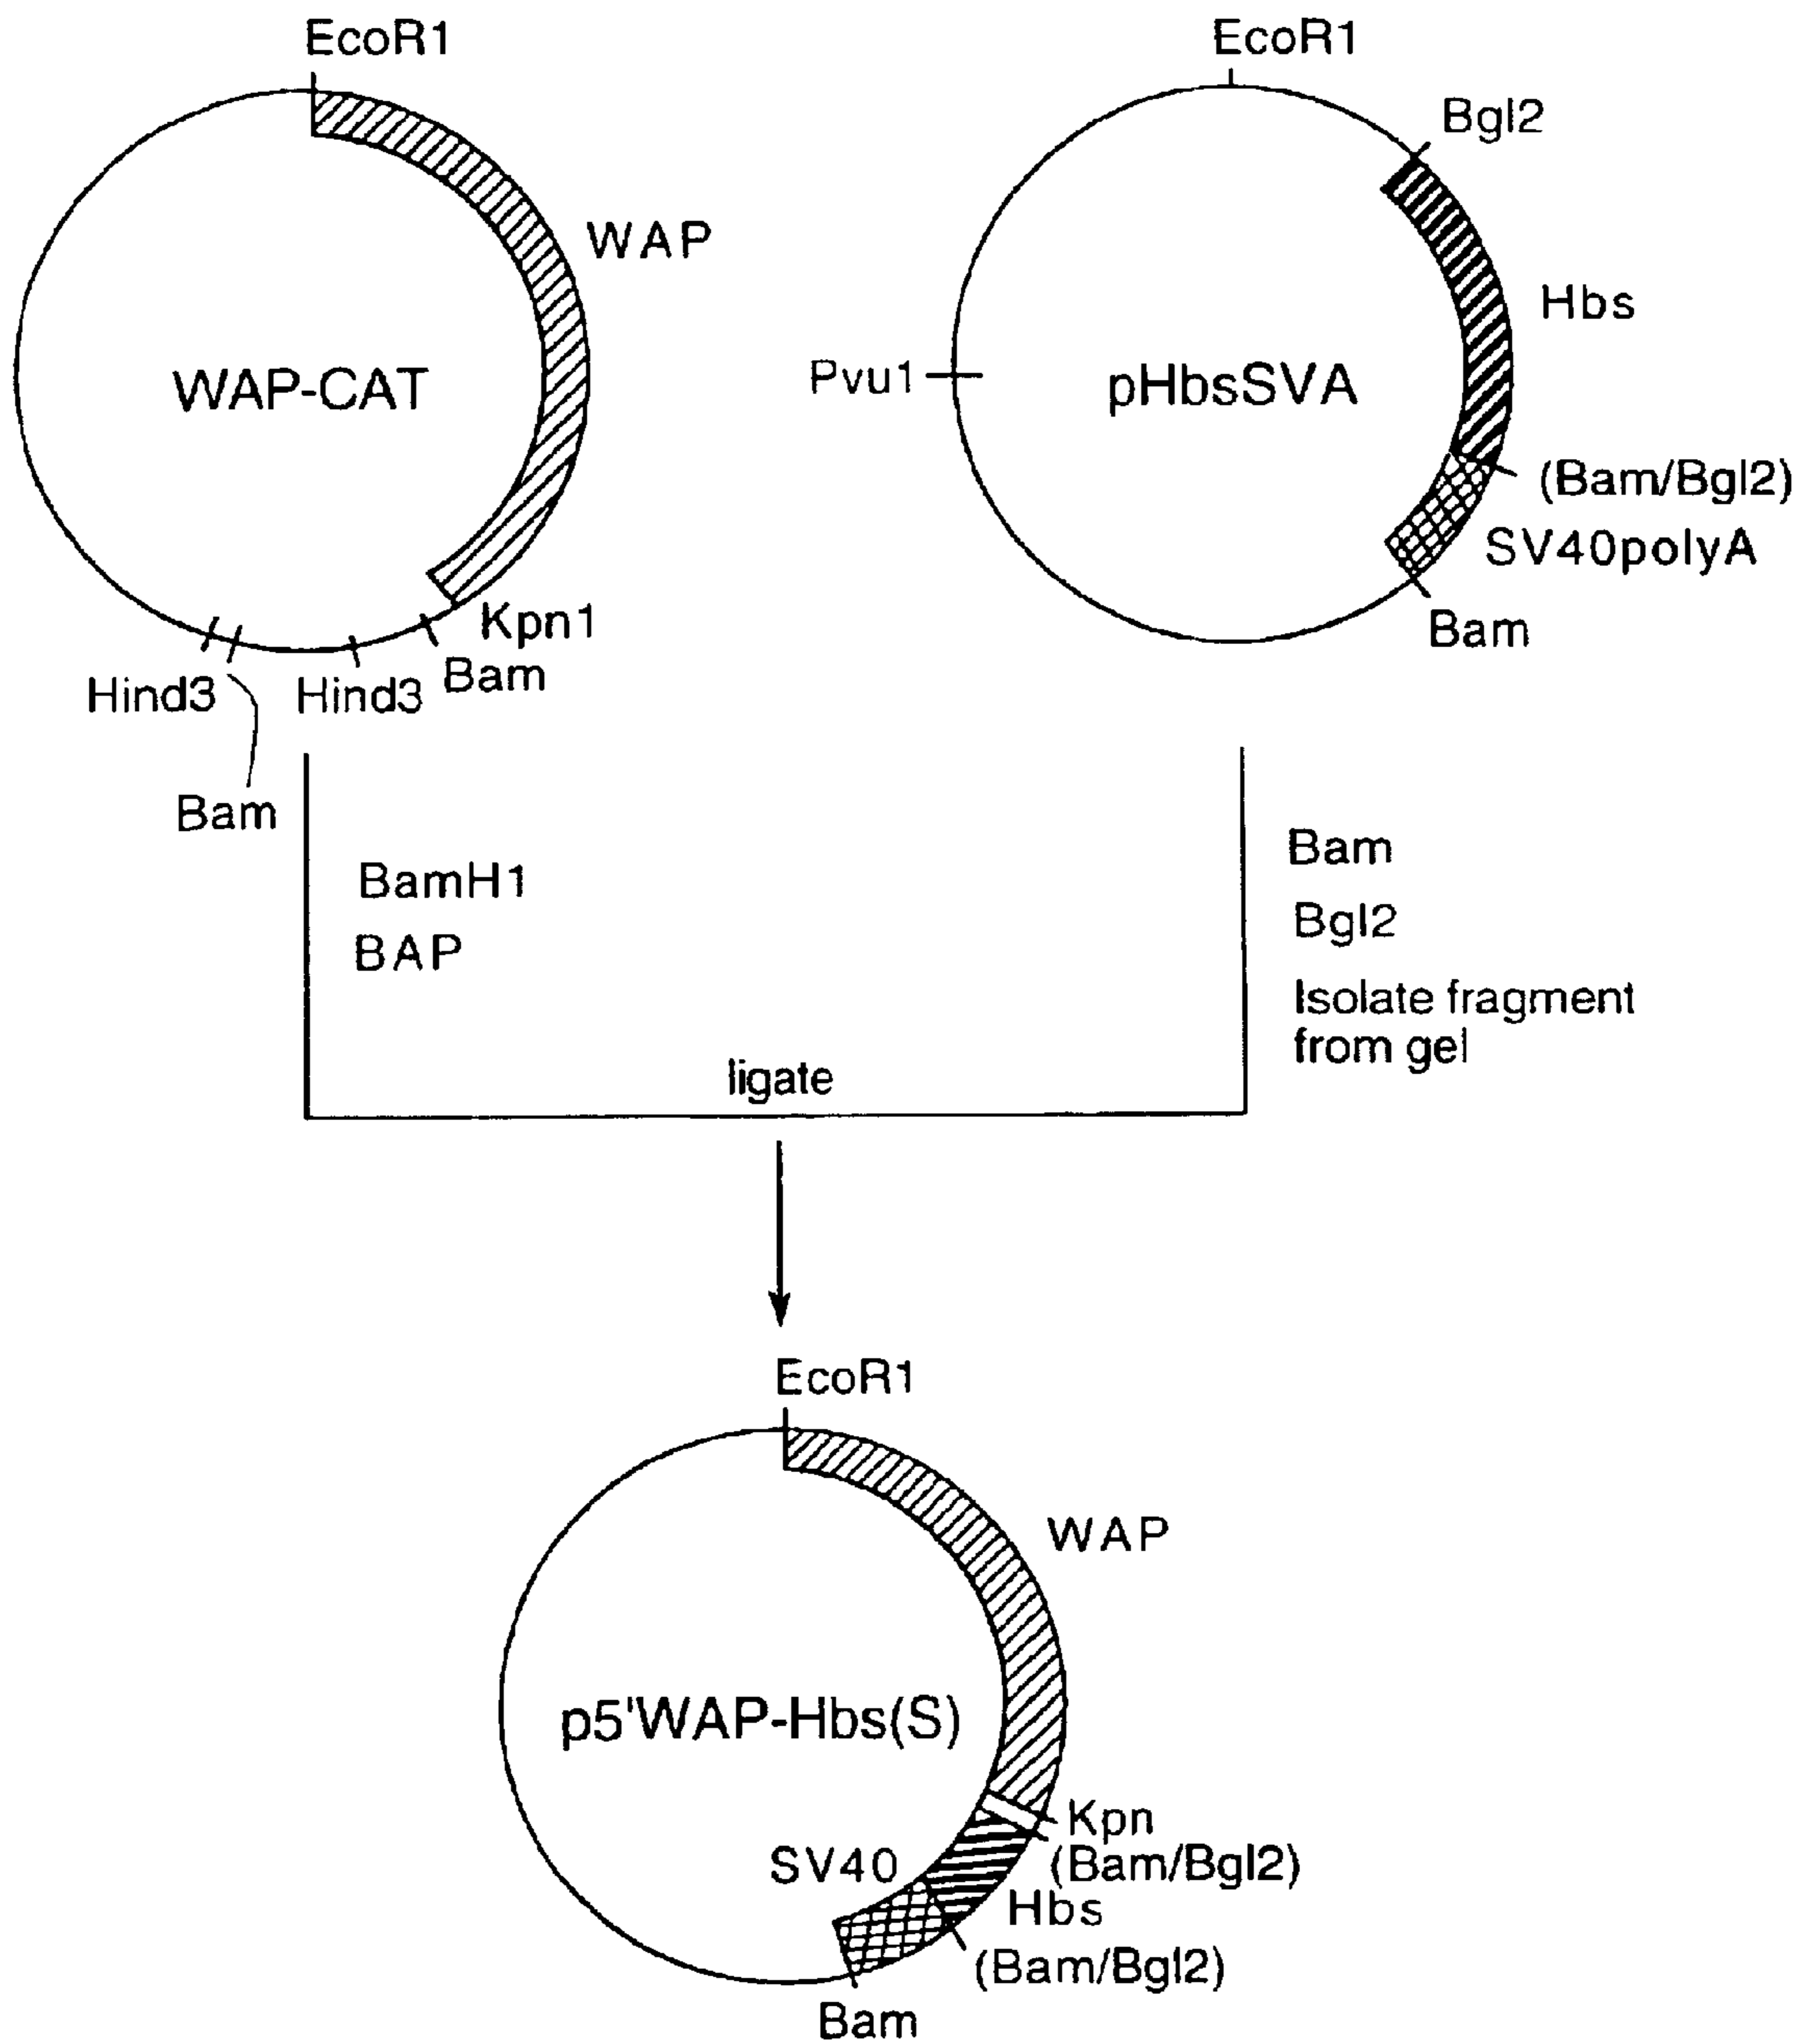 EcoR1
WAP
WAP-CAT
Kpn1
Bam
Hind3
Hind3
Bam
EcoR1
Bgl2
Hbs
Pvu1
pHbsSVA
(Bam/Bgl2)
SV40polyA
Bam
BamH1
BAP
Bam
Bgl2
Isolate fragment
from gel
ligate
EcoR1
WAP
p5'WAP-Hbs(S)
Kpn
(Bam/Bgl2)
SV40
Hbs
(Bam/Bgl2)
Bam